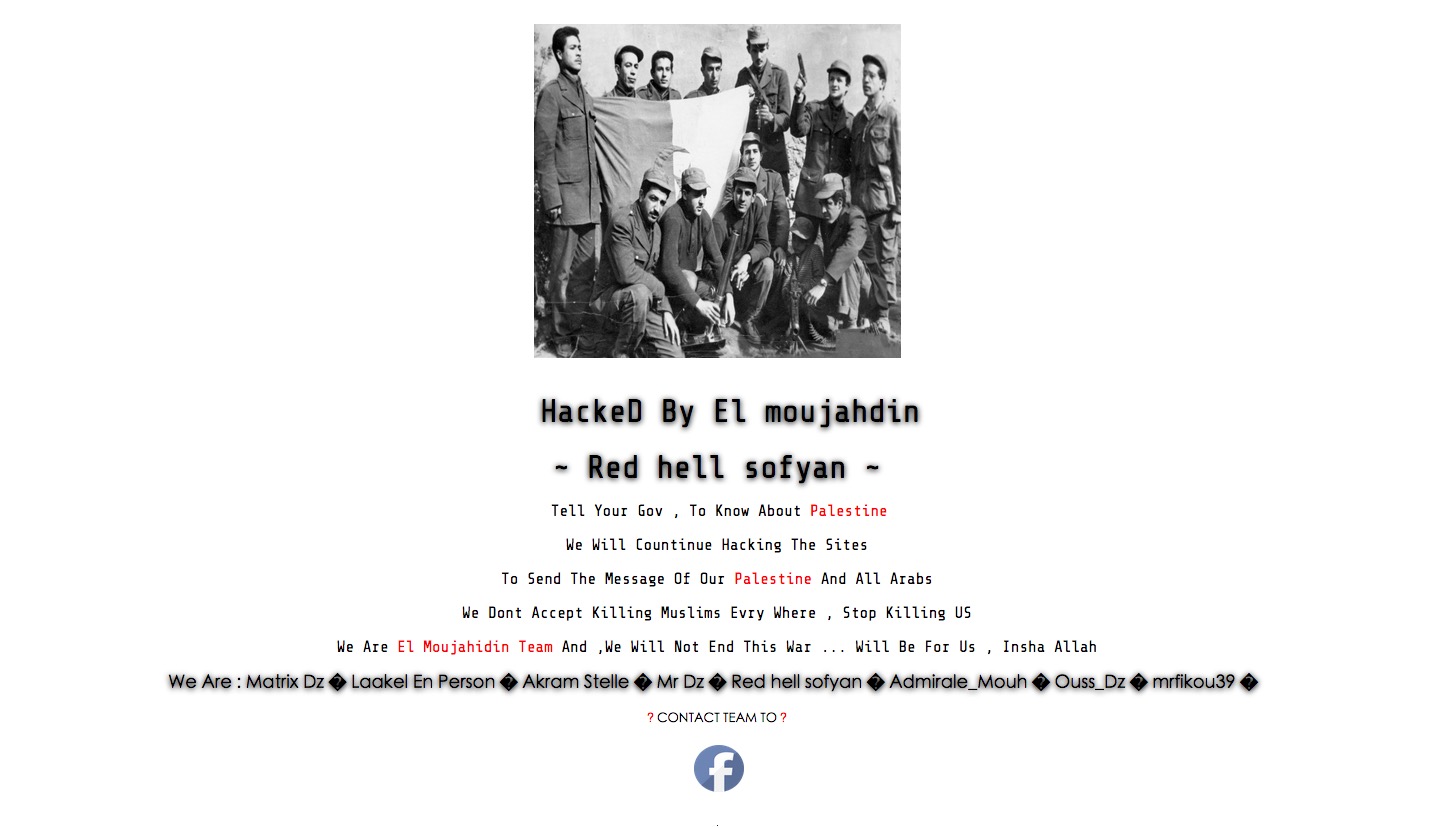 HackeD By El moujahdin
~ Red hell sofyan ~
Tell Your Gov , To Know About Palestine
We Will Countinue Hacking The Sites
To Send The Message Of Our Palestine And All Arabs
We Dont Accept Killing Muslims Evry Where , Stop Killing US
We Are El Moujahidin Team And ,We Will Not End This War ... Will Be For Us , Insha Allah
We Are : Matrix Dz � Laakel En Person � Akram Stelle � Mr Dz � Red hell sofyan � Admirale_Mouh � Ouss_Dz � mrfikou39 �
? CONTACT TEAM TO ?
f
.